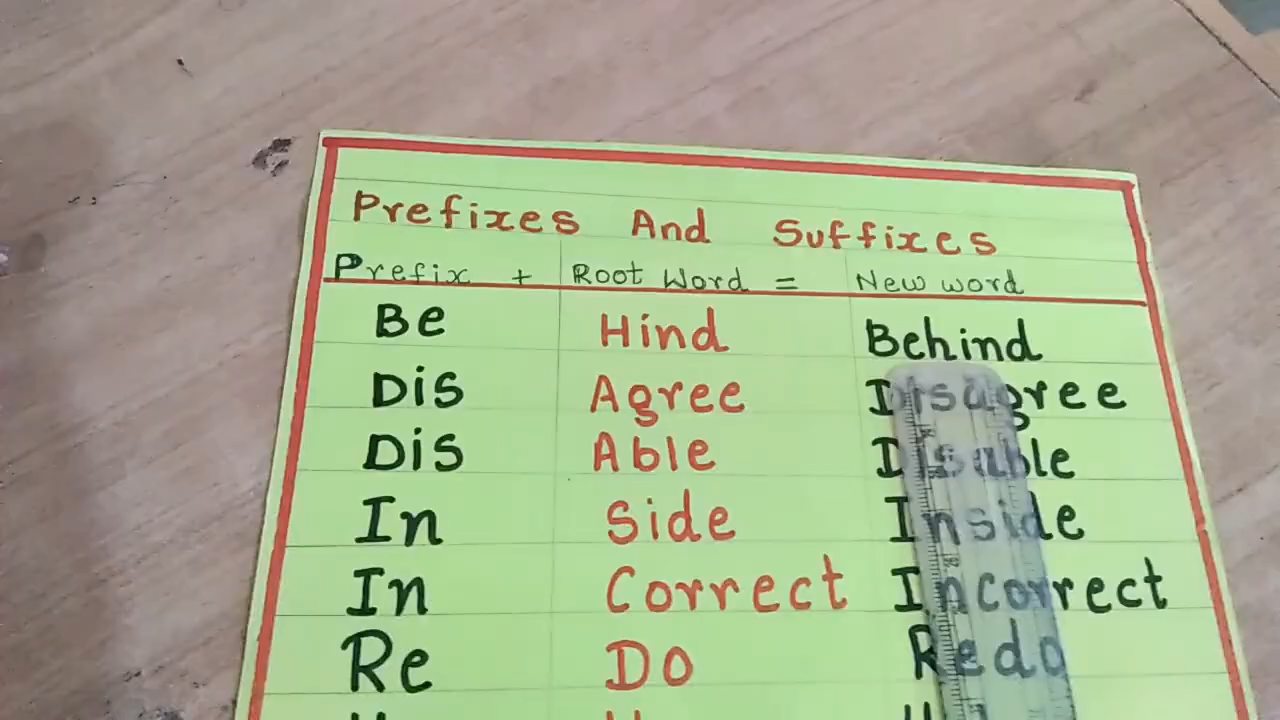 Prefixes And Suffixes
Prefix + Root Word = New word
Be Hind Behind
Dis Agree Disagree
Dis Able Disable
In Side Inside
In Correct Incorrect
Re Do Redo